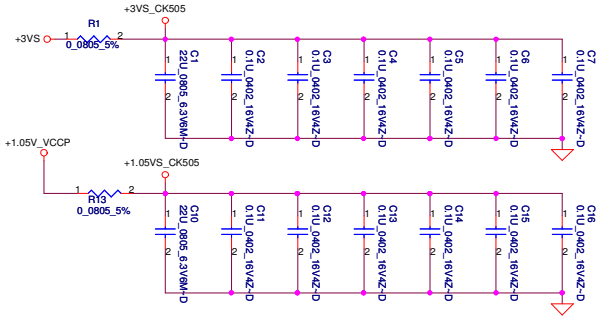 +3VS_CK505
R1
+3VS 1 2
0_0805_5%
1 2 C1 22U_0805_6.3V6M~D
1 2 C2 0.1U_0402_16V4Z~D
1 2 C3 0.1U_0402_16V4Z~D
1 2 C4 0.1U_0402_16V4Z~D
1 2 C5 0.1U_0402_16V4Z~D
1 2 C6 0.1U_0402_16V4Z~D
1 2 C7 0.1U_0402_16V4Z~D
+1.05V_VCCP
+1.05VS_CK505
1 2
R13
0_0805_5%
1 2 C10 22U_0805_6.3V6M~D
1 2 C11 0.1U_0402_16V4Z~D
1 2 C12 0.1U_0402_16V4Z~D
1 2 C13 0.1U_0402_16V4Z~D
1 2 C14 0.1U_0402_16V4Z~D
1 2 C15 0.1U_0402_16V4Z~D
1 2 C16 0.1U_0402_16V4Z~D